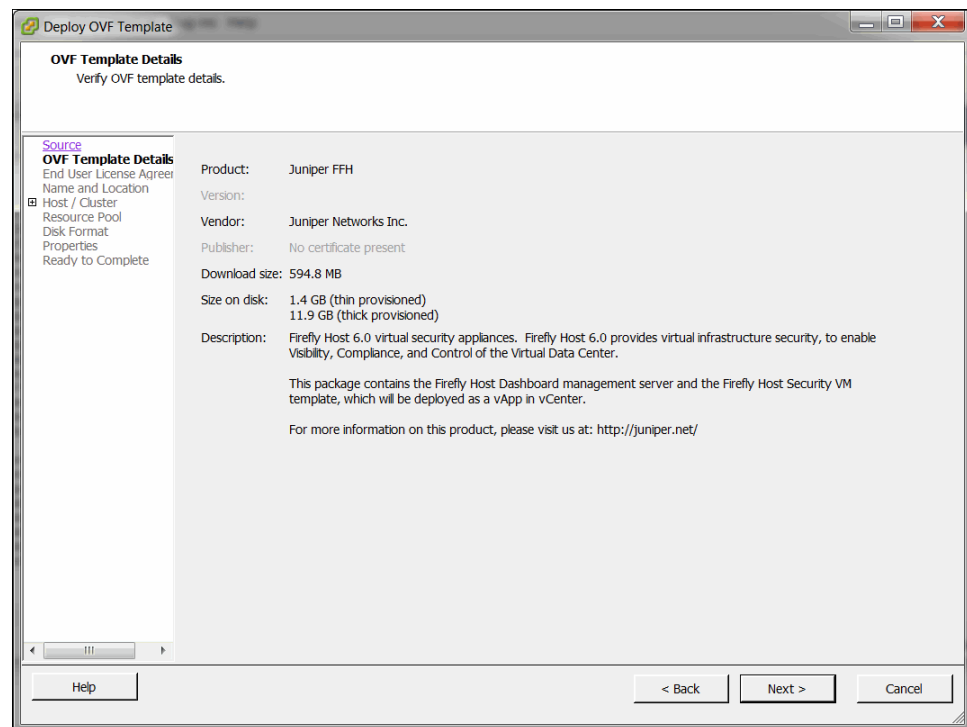 Deploy OVF Template
OVF Template Details
Verify OVF template details.
Source
OVF Template Details
End User License Agreer
Name and Location
Host / Cluster
Resource Pool
Disk Format
Properties
Ready to Complete
Product: Juniper FFH
Version:
Vendor: Juniper Networks Inc.
Publisher: No certificate present
Download size: 594.8 MB
Size on disk: 1.4 GB (thin provisioned)
11.9 GB (thick provisioned)
Description: Firefly Host 6.0 virtual security appliances. Firefly Host 6.0 provides virtual infrastructure security, to enable
Visibility, Compliance, and Control of the Virtual Data Center.
This package contains the Firefly Host Dashboard management server and the Firefly Host Security VM
template, which will be deployed as a vApp in vCenter.
For more information on this product, please visit us at: http://juniper.net/
Help
< Back
Next >
Cancel